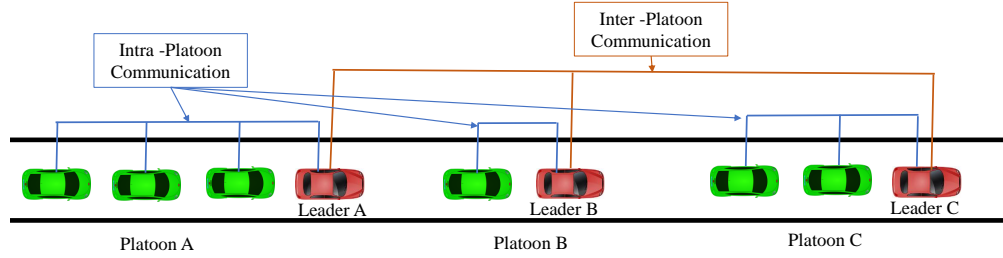 Intra -Platoon
Communication
Inter -Platoon
Communication
Leader A
Leader B
Leader C
Platoon A
Platoon B
Platoon C